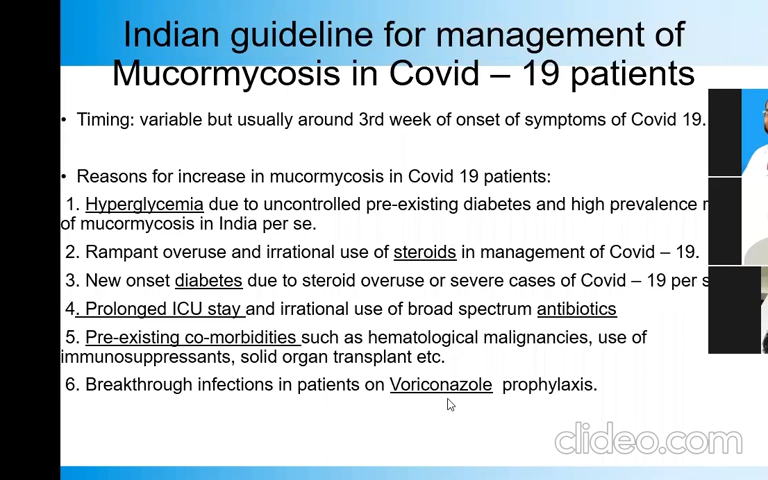 Indian guideline for management of
Mucormycosis in Covid – 19 patients
• Timing: variable but usually around 3rd week of onset of symptoms of Covid 19.
• Reasons for increase in mucormycosis in Covid 19 patients:
1. Hyperglycemia due to uncontrolled pre-existing diabetes and high prevalence
of mucormycosis in India per se.
2. Rampant overuse and irrational use of steroids in management of Covid – 19.
3. New onset diabetes due to steroid overuse or severe cases of Covid – 19 per
4. Prolonged ICU stay and irrational use of broad spectrum antibiotics
5. Pre-existing co-morbidities such as hematological malignancies, use of
immunosuppressants, solid organ transplant etc.
6. Breakthrough infections in patients on Voriconazole prophylaxis.
clideo.com